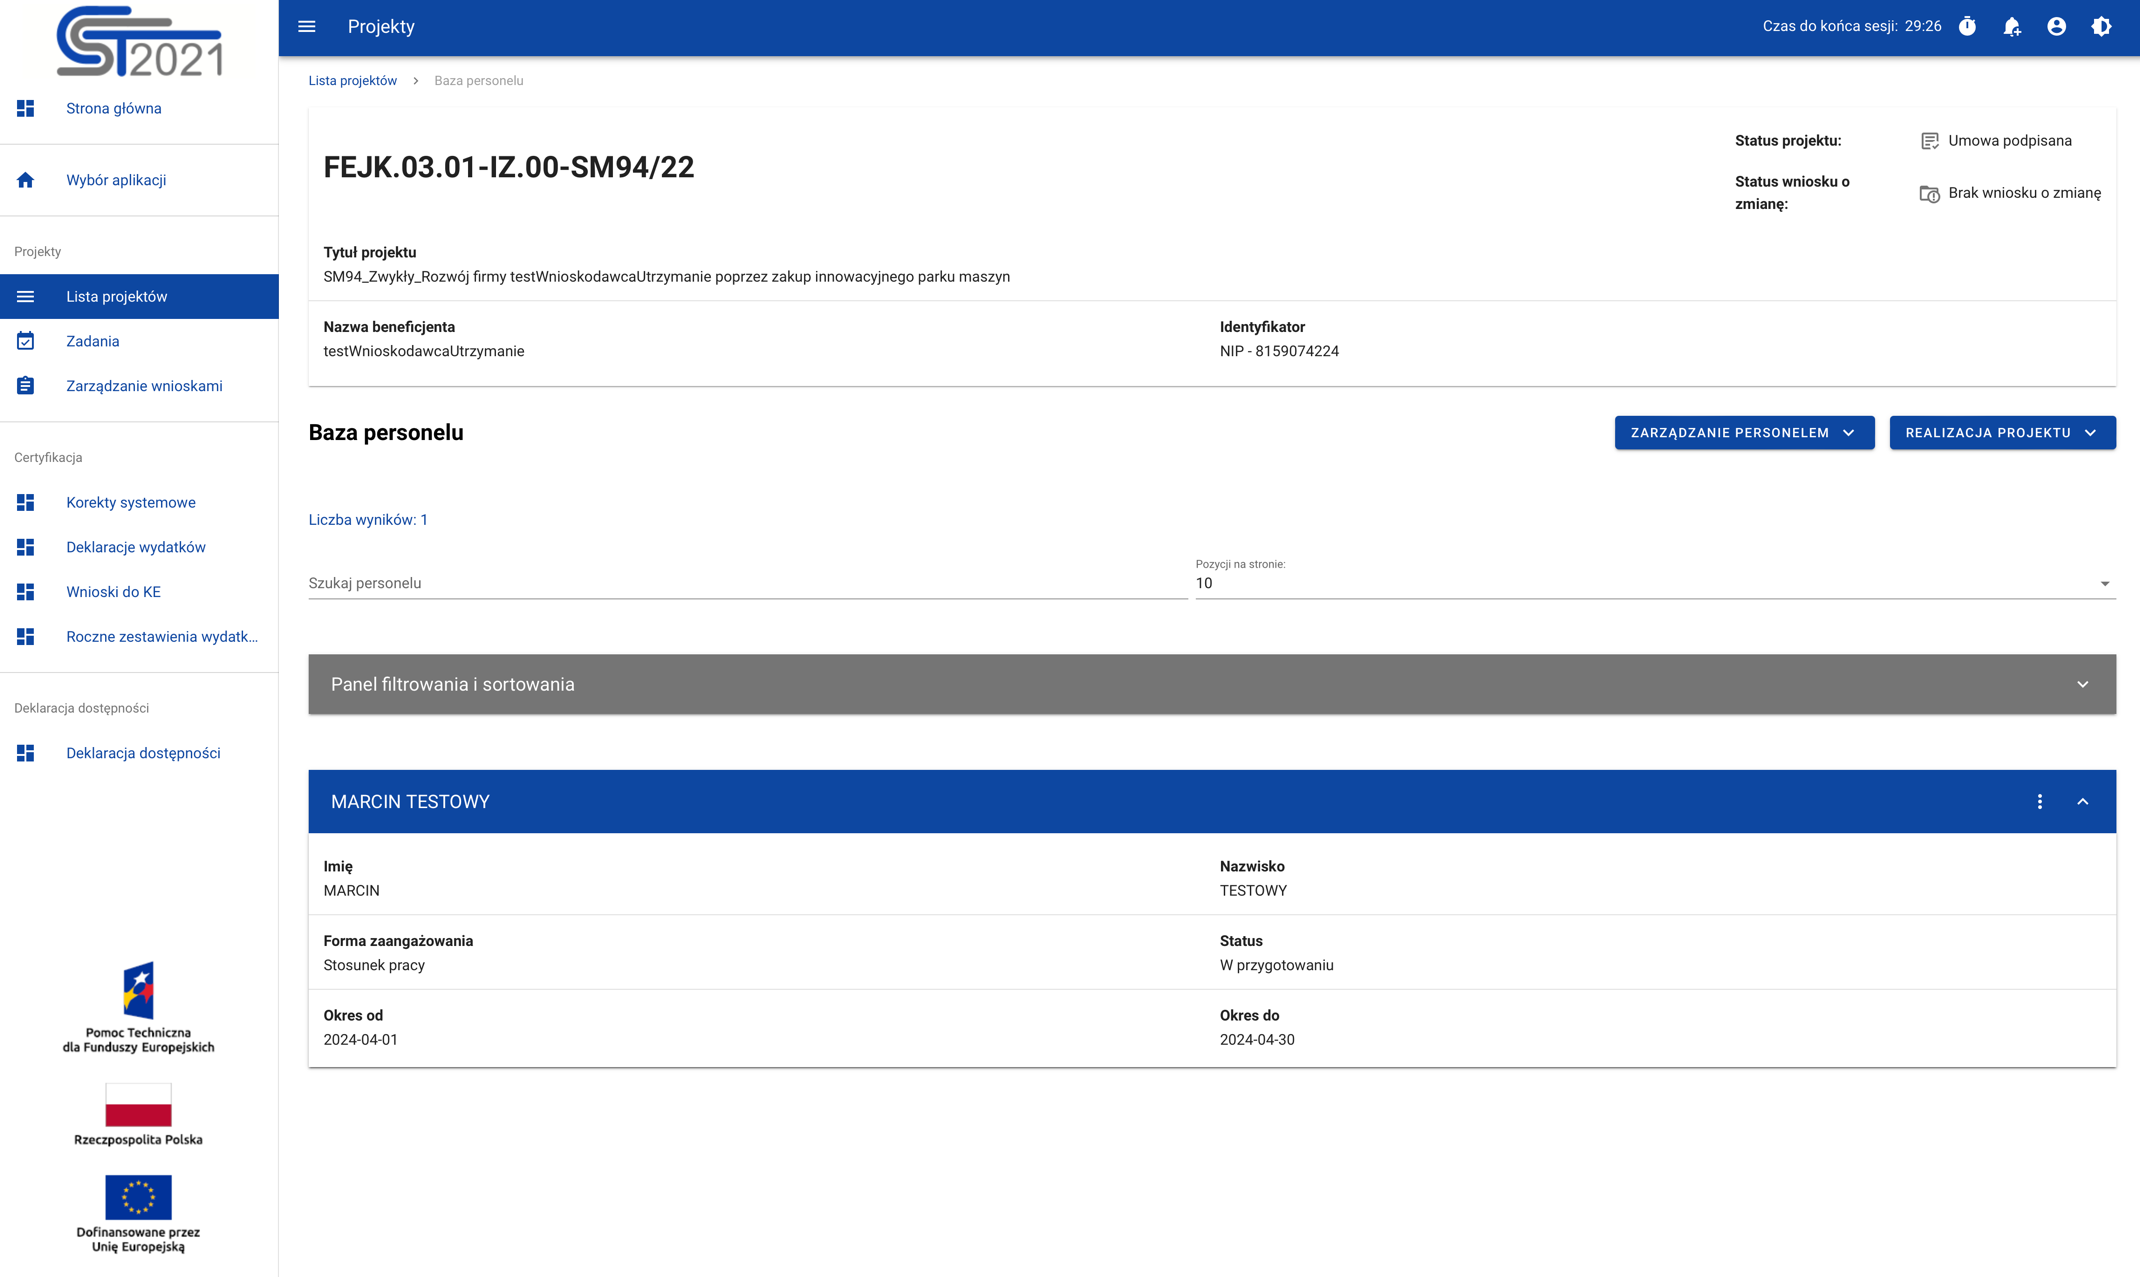 CST2021
Strona główna
Wybór aplikacji
Projekty
Lista projektów
Zadania
Zarządzanie wnioskami
Certyfikacja
Korekty systemowe
Deklaracje wydatków
Wnioski do KE
Roczne zestawienia wydatk...
Deklaracja dostępności
Deklaracja dostępności
Pomoc Techniczna
dla Funduszy Europejskich
Rzeczpospolita Polska
Dofinansowane przez
Unię Europejską
Projekty
Czas do końca sesji: 29:26
Lista projektów > Baza personelu
FEJK.03.01-IZ.00-SM94/22
Status projektu: Umowa podpisana
Status wniosku o
zmianę:
Brak wniosku o zmianę
Tytuł projektu
SM94_Zwykły_Rozwój firmy testWnioskodawcaUtrzymanie poprzez zakup innowacyjnego parku maszyn
Nazwa beneficjenta
testWnioskodawcaUtrzymanie
Identyfikator
NIP - 8159074224
Baza personelu
ZARZĄDZANIE PERSONELEM
REALIZACJA PROJEKTU
Liczba wyników: 1
Szukaj personelu
Pozycji na stronie:
10
Panel filtrowania i sortowania
MARCIN TESTOWY
Imię
MARCIN
Nazwisko
TESTOWY
Forma zaangażowania
Stosunek pracy
Status
W przygotowaniu
Okres od
2024-04-01
Okres do
2024-04-30